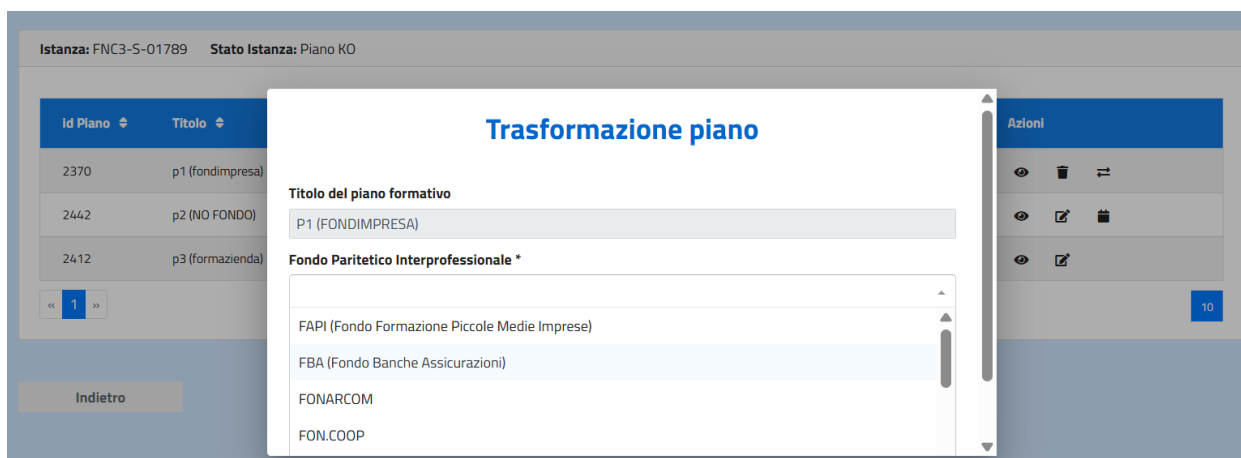 Istanza: FNC3-S-01789 Stato Istanza: Piano KO
id Piano Titolo Azioni
2370 p1 (fondimpresa)
2442 p2 (NO FONDO)
2412 p3 (formazienda)
« 1 » 10
Indietro
Trasformazione piano
Titolo del piano formativo
P1 (FONDIMPRESA)
Fondo Paritetico Interprofessionale *
FAPI (Fondo Formazione Piccole Medie Imprese)
FBA (Fondo Banche Assicurazioni)
FONARCOM
FON.COOP